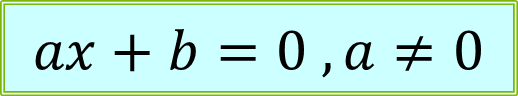 ax + b = 0 , a ≠ 0